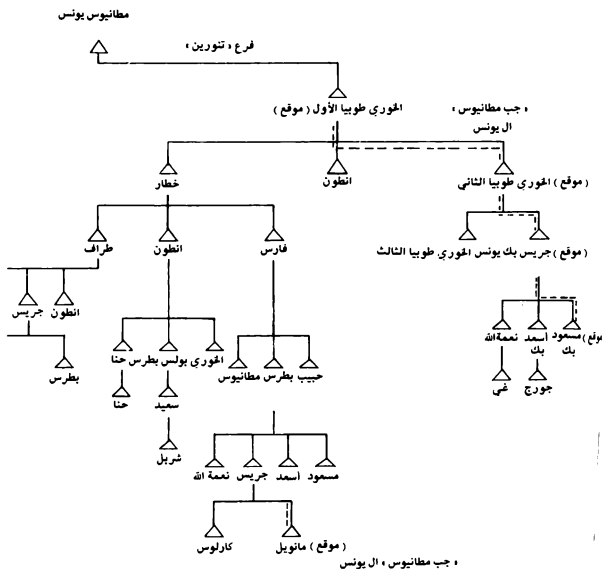 مطانيوس يونس
فرع «تنورين»
الخوري طوبيا الأول (موقع)
«جب مطانيوس»
ال يونس
خطار
انطون
(موقع) الخوري طوبيا الثاني
طراف
انطون
فارس
الخوري طوبيا الثالث
(موقع) جريس بك يونس
جريس
انطون
حنا
بولس بطرس
الخوري
مطانيوس
بطرس
حبيب
نعمة الله
أسعد
بك
(موقع) مسعود
بك
بطرس
حنا
سعيد
غي
جورج
شربل
نعمة الله
جريس
أسعد
مسعود
كارلوس
مانويل (موقع)
«جب مطانيوس» ال يونس